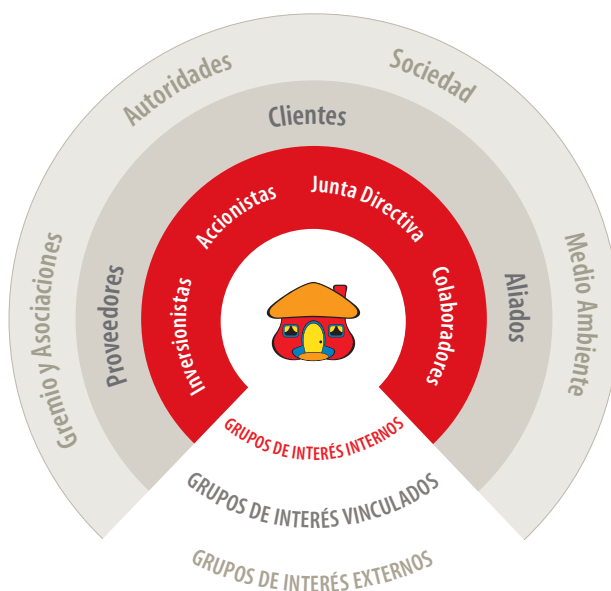 Autoridades
Sociedad
Clientes
Accionistas
Junta Directiva
Gremio y Asociaciones
Proveedores
Inversionistas
Colaboradores
Aliados
Medio Ambiente
GRUPOS DE INTERÉS INTERNOS
GRUPOS DE INTERÉS VINCULADOS
GRUPOS DE INTERÉS EXTERNOS